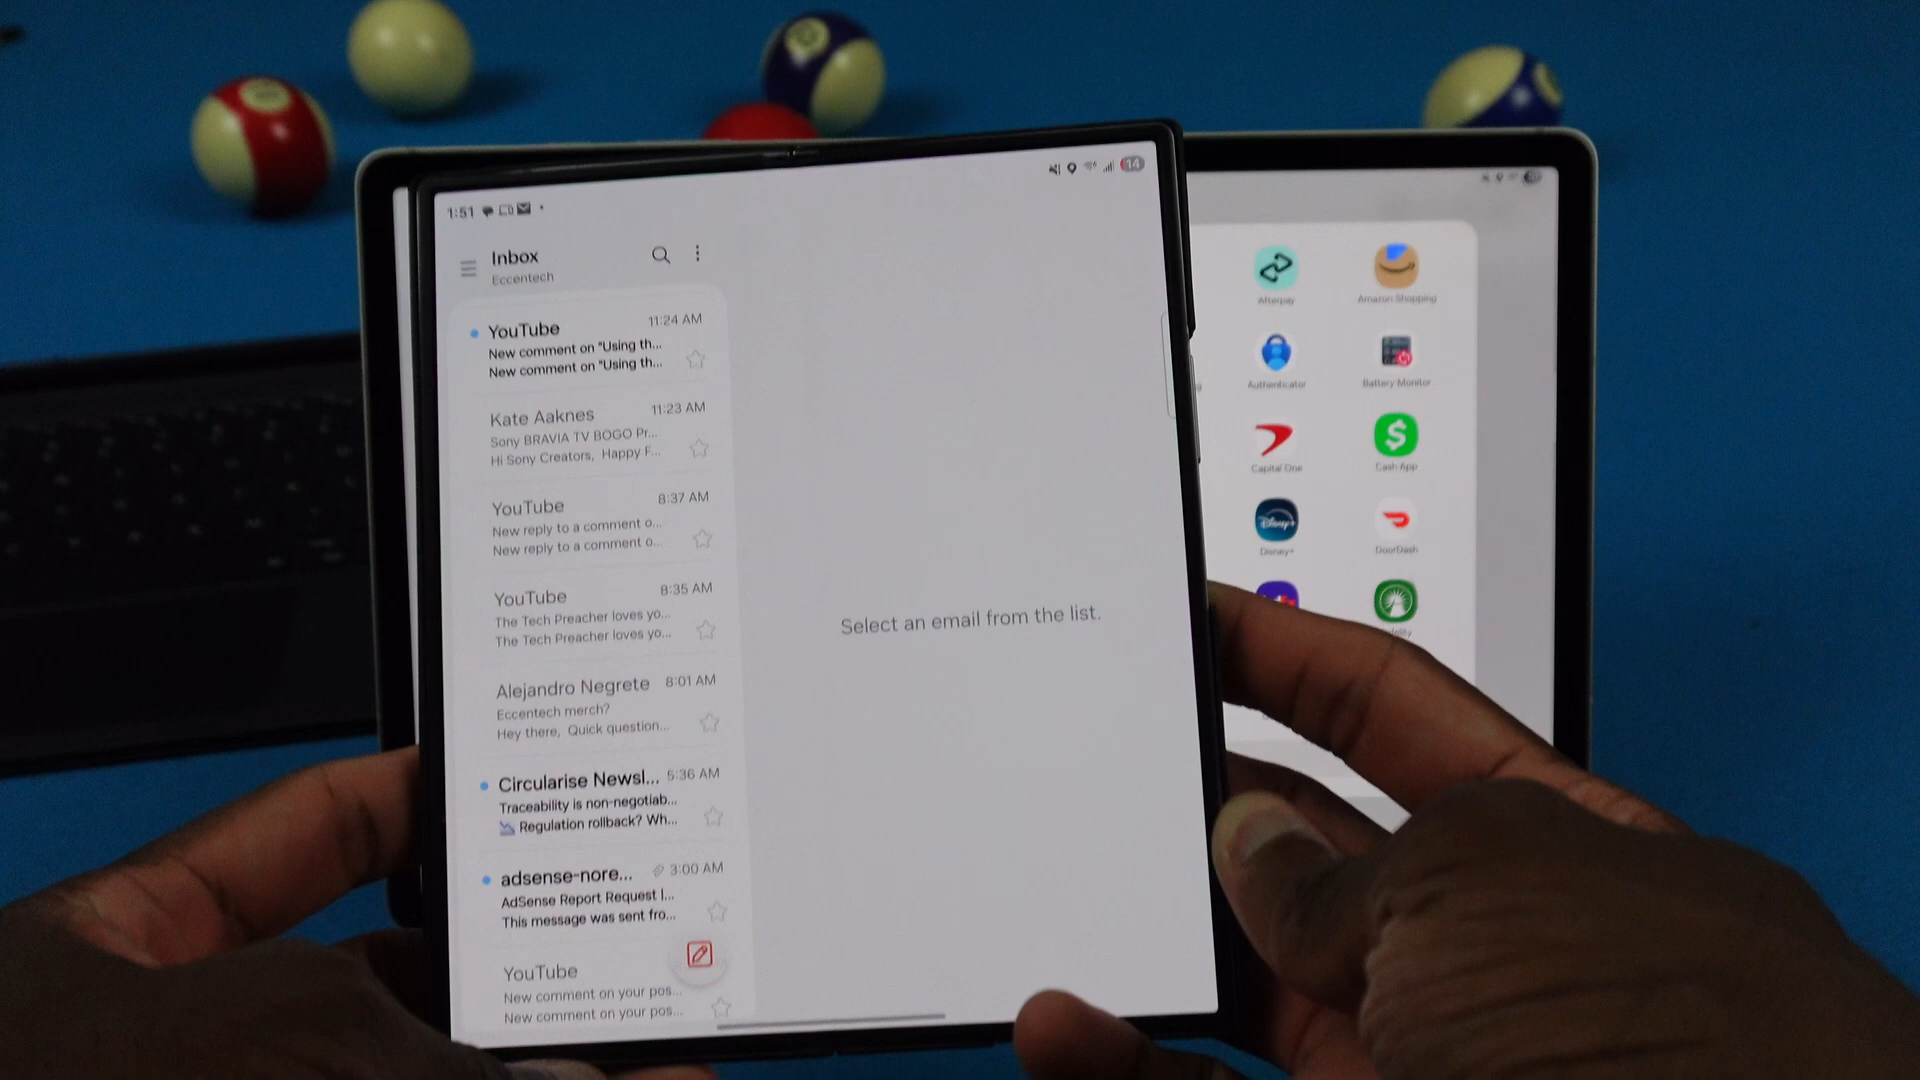 1:51
14
Inbox
Eccentech
YouTube 11:24 AM
New comment on "Using th...
New comment on "Using th...
Kate Aaknes 11:23 AM
Sony BRAVIA TV BOGO Pr...
Hi Sony Creators, Happy F...
YouTube 8:37 AM
New reply to a comment o...
New reply to a comment o...
YouTube 8:35 AM
The Tech Preacher loves yo...
The Tech Preacher loves yo...
Alejandro Negrete 8:01 AM
Eccentech merch?
Hey there, Quick question...
Circularise Newsl... 5:36 AM
Traceability is non-negotiab...
Regulation rollback? Wh...
adsense-nore... 3:00 AM
AdSense Report Request I...
This message was sent fro...
YouTube
New comment on your pos...
New comment on your pos...
Select an email from the list.
Afterpay
Amazon Shopping
Authenticator
Battery Monitor
Capital One
Cash App
Disney+
Disney+
DoorDash